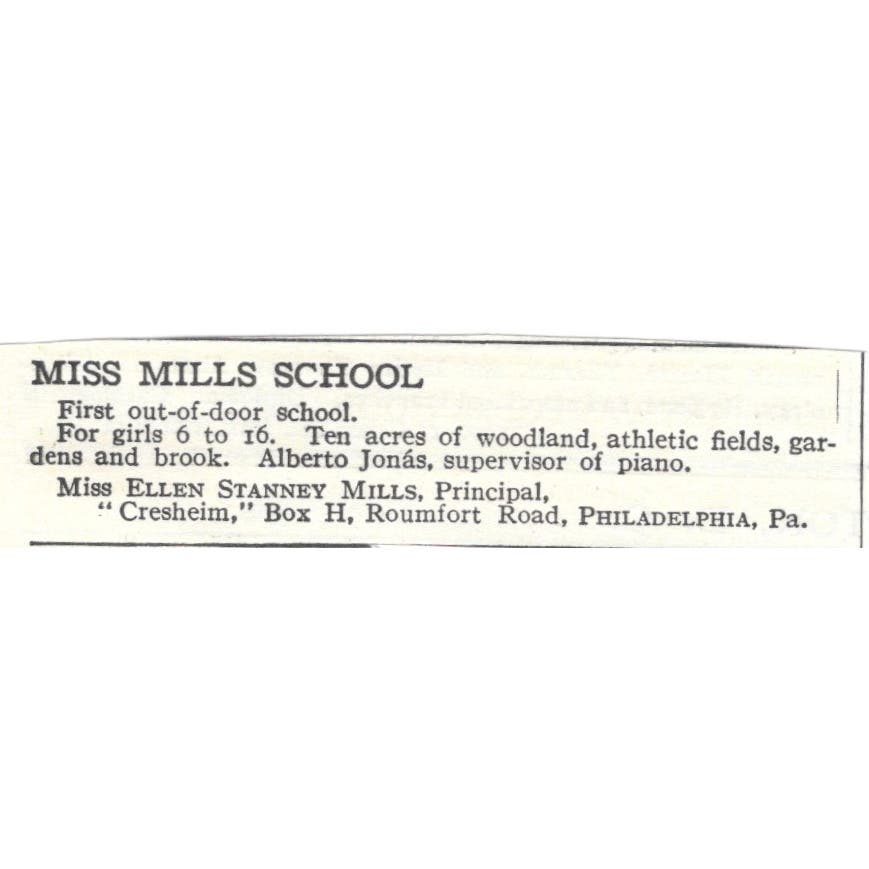 MISS MILLS SCHOOL
First out-of-door school.
For girls 6 to 16. Ten acres of woodland, athletic fields, gar-
dens and brook. Alberto Jonás, supervisor of piano.
Miss ELLEN STANNEY MILLS, Principal,
"Cresheim," Box H, Roumfort Road, PHILADELPHIA, Pa.